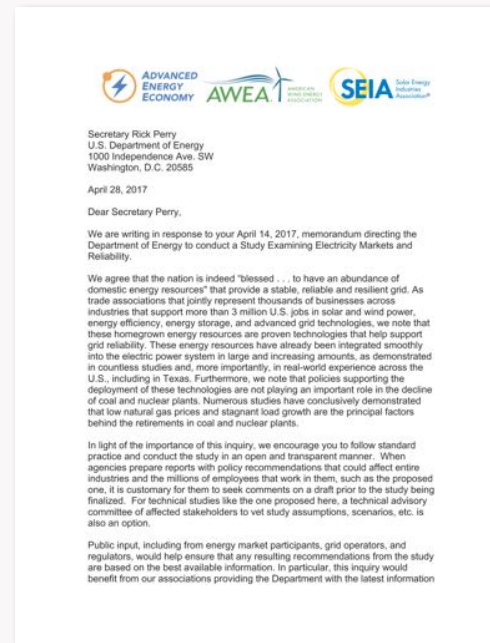 ADVANCED
ENERGY
ECONOMY
AWEA
AMERICAN
WIND ENERGY
ASSOCIATION
SEIA
Solar Energy
Industries
Association®
Secretary Rick Perry
U.S. Department of Energy
1000 Independence Ave. SW
Washington, D.C. 20585
April 28, 2017
Dear Secretary Perry,
We are writing in response to your April 14, 2017, memorandum directing the
Department of Energy to conduct a Study Examining Electricity Markets and
Reliability.
We agree that the nation is indeed "blessed . . . to have an abundance of
domestic energy resources" that provide a stable, reliable and resilient grid. As
trade associations that jointly represent thousands of businesses across
industries that support more than 3 million U.S. jobs in solar and wind power,
energy efficiency, energy storage, and advanced grid technologies, we note that
these homegrown energy resources are proven technologies that help support
grid reliability. These energy resources have already been integrated smoothly
into the electric power system in large and increasing amounts, as demonstrated
in countless studies and, more importantly, in real-world experience across the
U.S., including in Texas. Furthermore, we note that policies supporting the
deployment of these technologies are not playing an important role in the decline
of coal and nuclear plants. Numerous studies have conclusively demonstrated
that low natural gas prices and stagnant load growth are the principal factors
behind the retirements in coal and nuclear plants.
In light of the importance of this inquiry, we encourage you to follow standard
practice and conduct the study in an open and transparent manner. When
agencies prepare reports with policy recommendations that could affect entire
industries and the millions of employees that work in them, such as the proposed
one, it is customary for them to seek comments on a draft prior to the study being
finalized. For technical studies like the one proposed here, a technical advisory
committee of affected stakeholders to vet study assumptions, scenarios, etc. is
also an option.
Public input, including from energy market participants, grid operators, and
regulators, would help ensure that any resulting recommendations from the study
are based on the best available information. In particular, this inquiry would
benefit from our associations providing the Department with the latest information